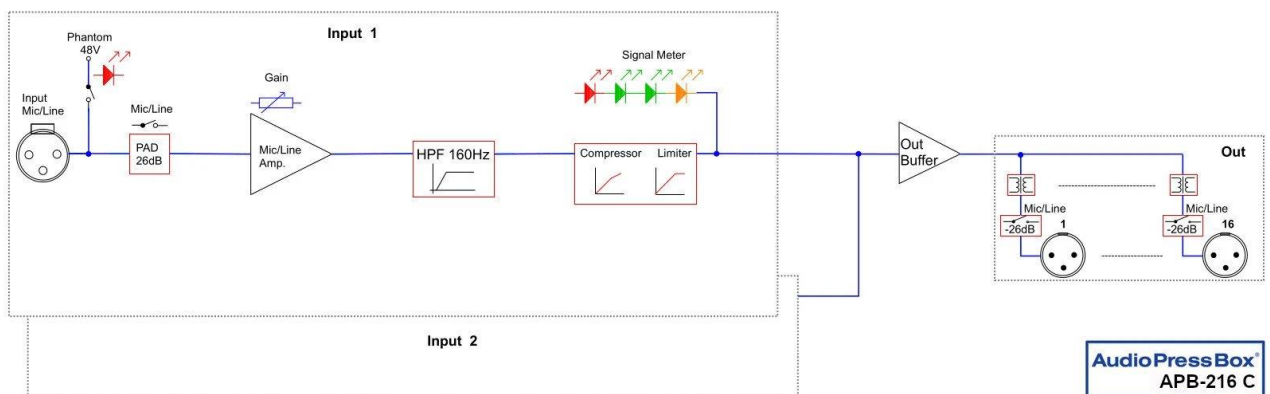 Input 1
Phantom
48V
Input
Mic/Line
Mic/Line
PAD
26dB
Gain
Mic/Line
Amp.
HPF 160Hz
Signal Meter
Compressor
Limiter
Out
Buffer
Out
Mic/Line
-26dB
1
Mic/Line
-26dB
16
Input 2
AudioPressBox®
APB-216 C